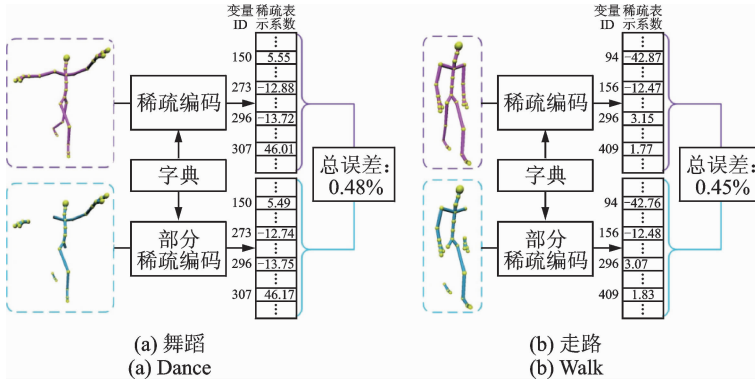 变量 稀疏表
ID 示系数
⋮
150 5.55
⋮
273 -12.88
⋮
296 -13.72
⋮
307 46.01
⋮
稀疏编码
字典
总误差：
0.48%
⋮
150 5.49
⋮
273 -12.74
⋮
296 -13.75
⋮
307 46.17
⋮
部分
稀疏编码
(a) 舞蹈
(a) Dance
变量 稀疏表
ID 示系数
⋮
94 -42.87
⋮
156 -12.47
⋮
296 3.15
⋮
409 1.77
⋮
稀疏编码
字典
总误差：
0.45%
⋮
94 -42.76
⋮
156 -12.48
⋮
296 3.07
⋮
409 1.83
⋮
部分
稀疏编码
(b) 走路
(b) Walk